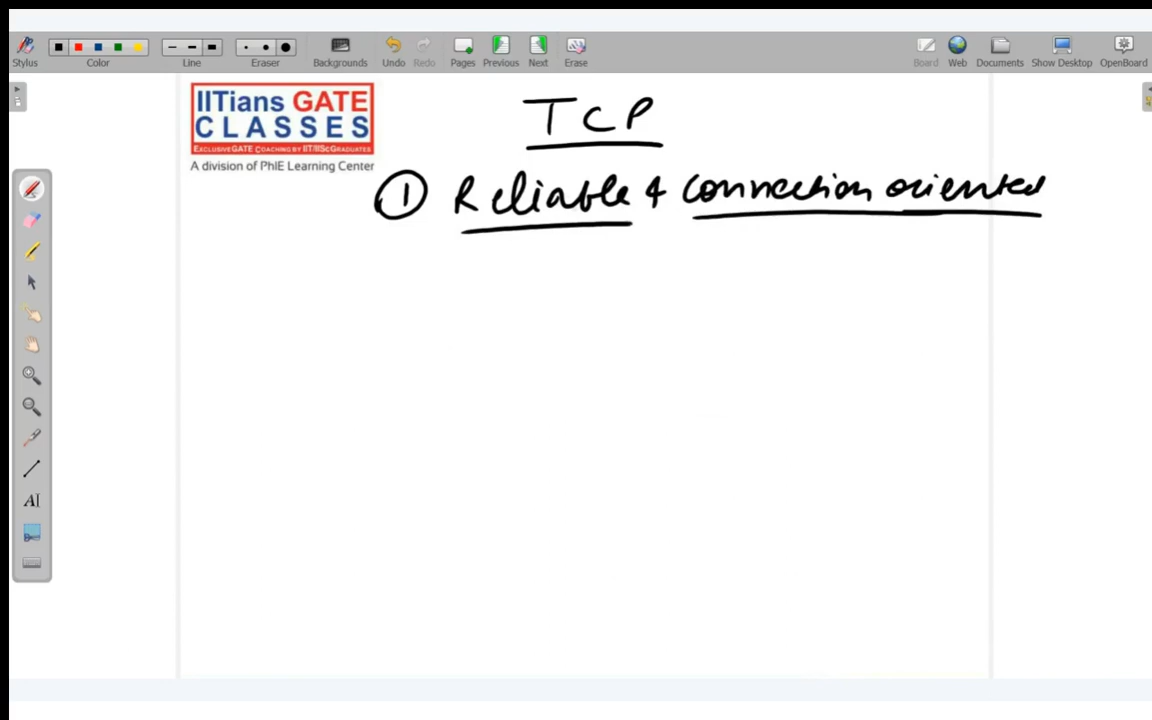 Stylus Color Line Eraser Backgrounds Undo Redo Pages Previous Next Erase Board Web Documents Show Desktop OpenBoard
IITians GATE
CLASSES
EXCLUSIVE GATE COACHING BY IIT/IISc GRADUATES
A division of PhIE Learning Center
TCP
① Reliable & connection oriented
AI